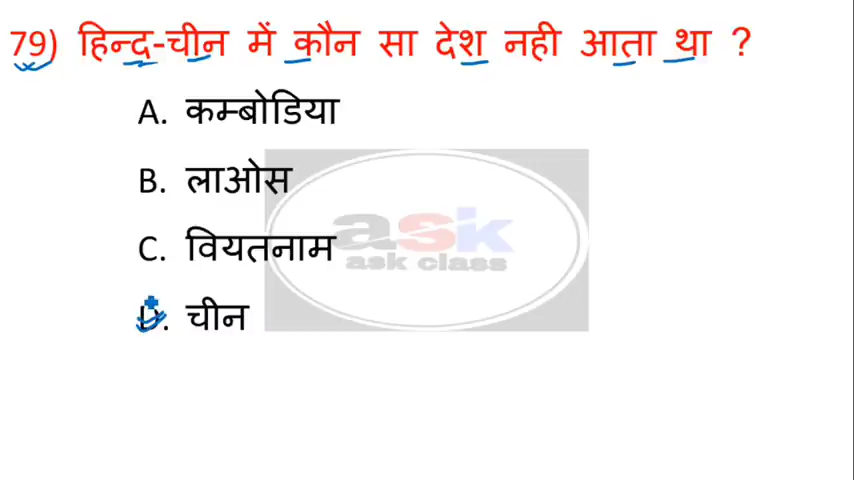 79) हिन्द-चीन में कौन सा देश नही आता था ?
A. कम्बोडिया
B. लाओस
ask
C. वियतनाम
ask class
D. चीन